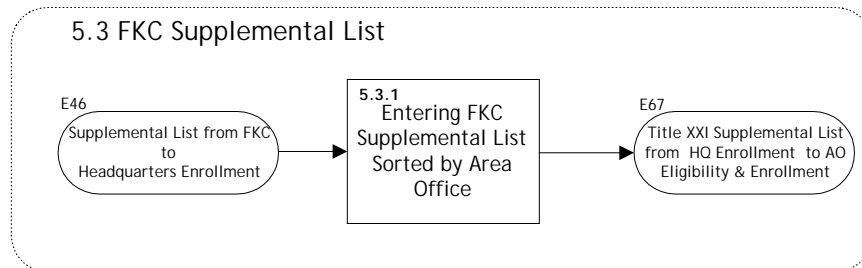 5.3 FKC Supplemental List
E46
Supplemental List from FKC
to
Headquarters Enrollment
5.3.1
Entering FKC
Supplemental List
Sorted by Area
Office
E67
Title XXI Supplemental List
from HQ Enrollment to AO
Eligibility & Enrollment